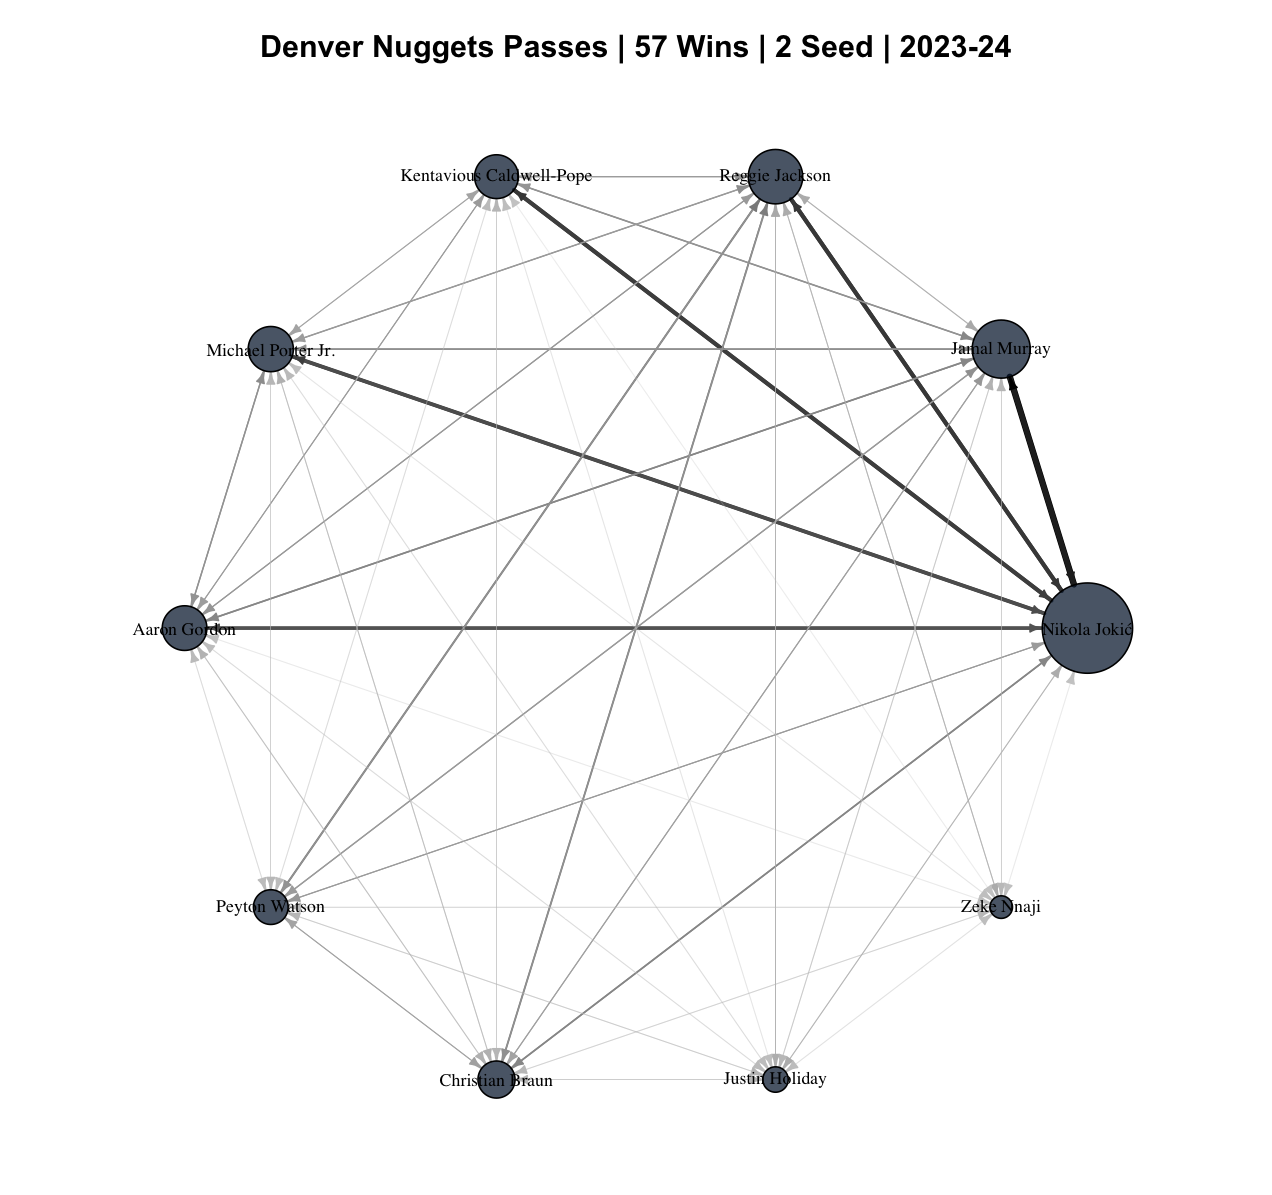 Denver Nuggets Passes | 57 Wins | 2 Seed | 2023-24
Kentavious Caldwell-Pope
Reggie Jackson
Michael Porter Jr.
Jamal Murray
Aaron Gordon
Nikola Jokić
Peyton Watson
Zeke Nnaji
Christian Braun
Justin Holiday